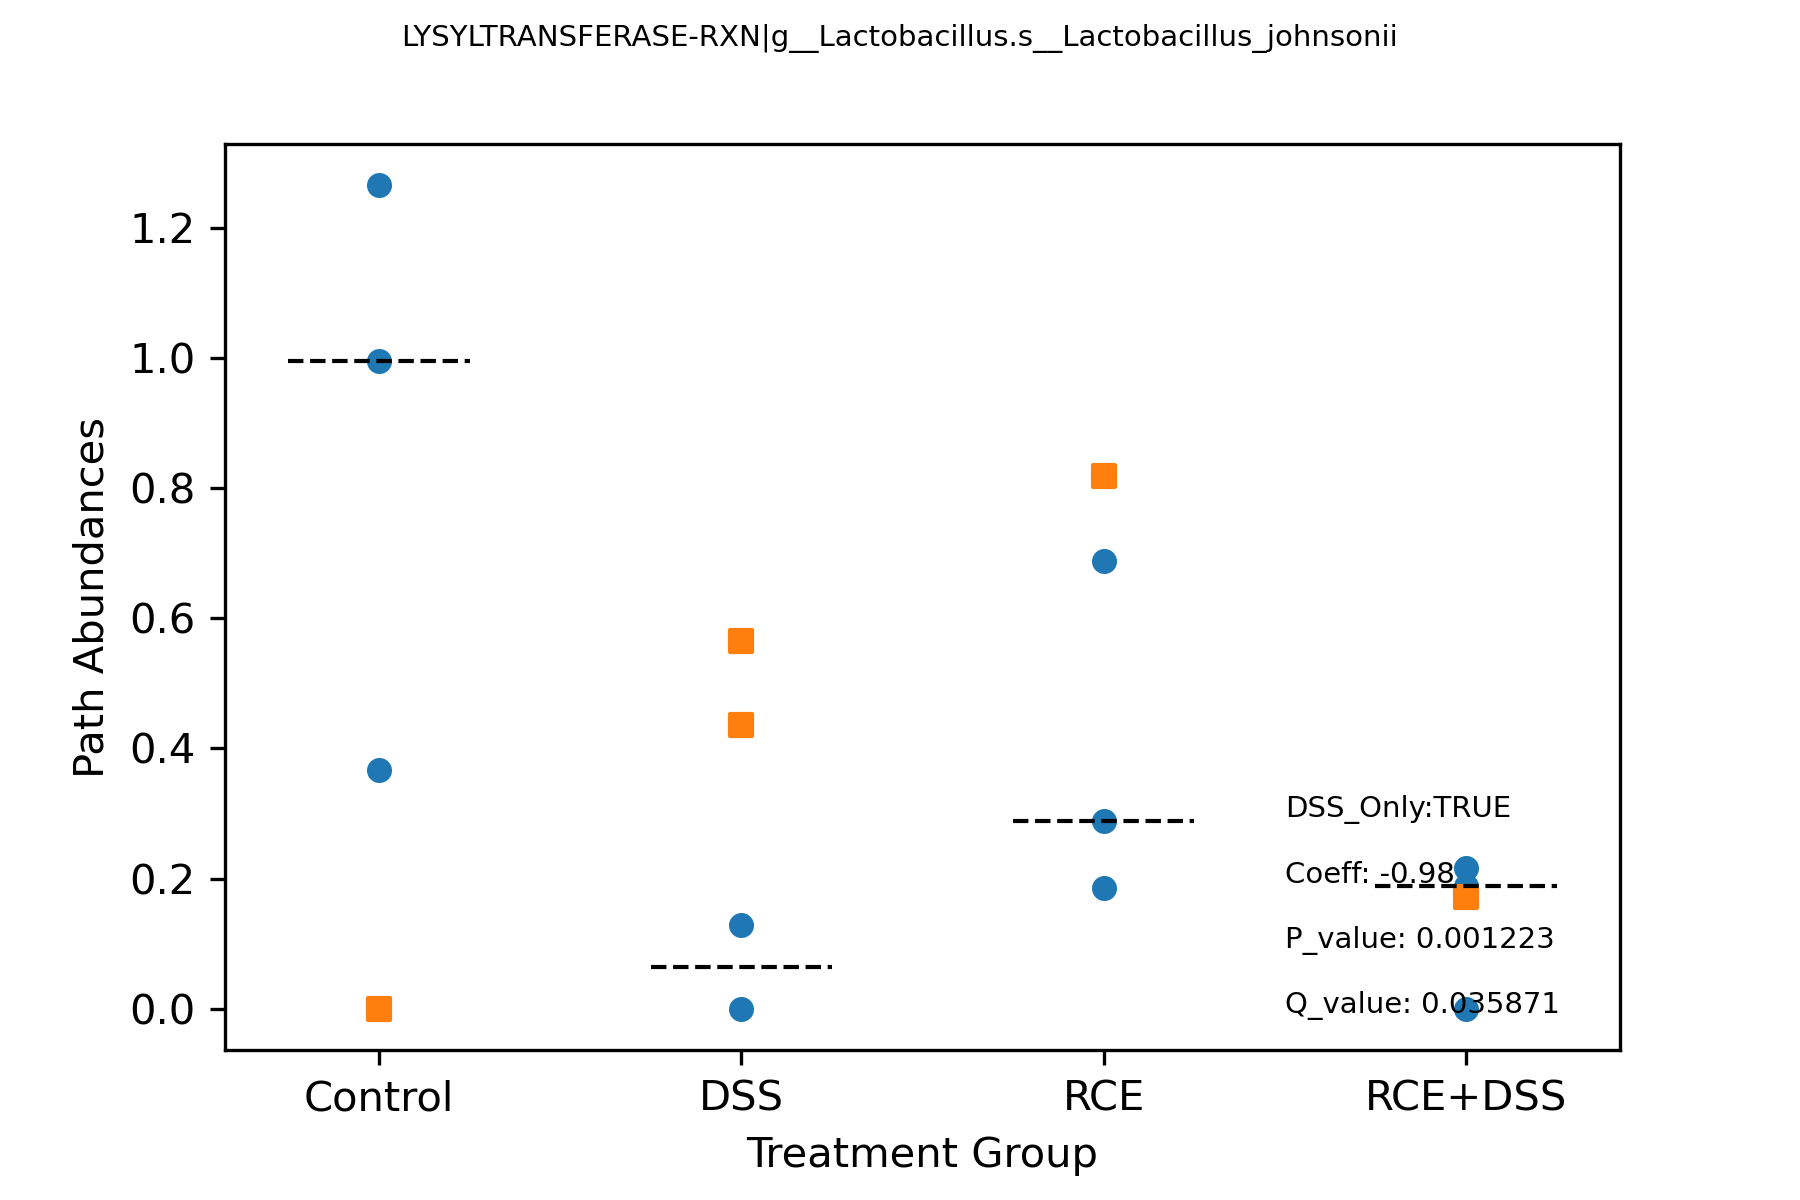 LYSYLTRANSFERASE-RXN|g__Lactobacillus.s__Lactobacillus_johnsonii
1.2
1.0
0.8
0.6
0.4
0.2
0.0
Path Abundances
DSS_Only:TRUE
Coeff: -0.98
P_value: 0.001223
Q_value: 0.035871
Control DSS RCE RCE+DSS
Treatment Group